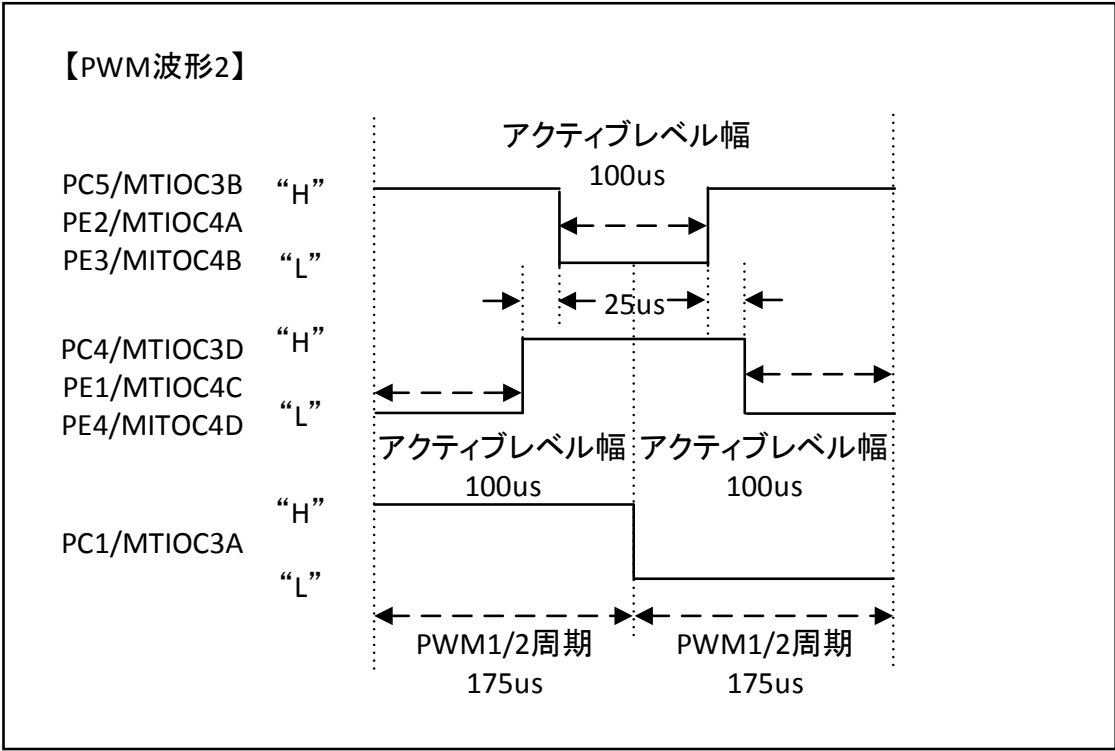 【PWM波形2】
アクティブレベル幅
100us
PC5/MTIOC3B “H”
PE2/MTIOC4A
PE3/MITOC4B “L”
25us
PC4/MTIOC3D “H”
PE1/MTIOC4C
PE4/MITOC4D “L”
アクティブレベル幅 アクティブレベル幅
100us 100us
“H”
PC1/MTIOC3A
“L”
PWM1/2周期 PWM1/2周期
175us 175us